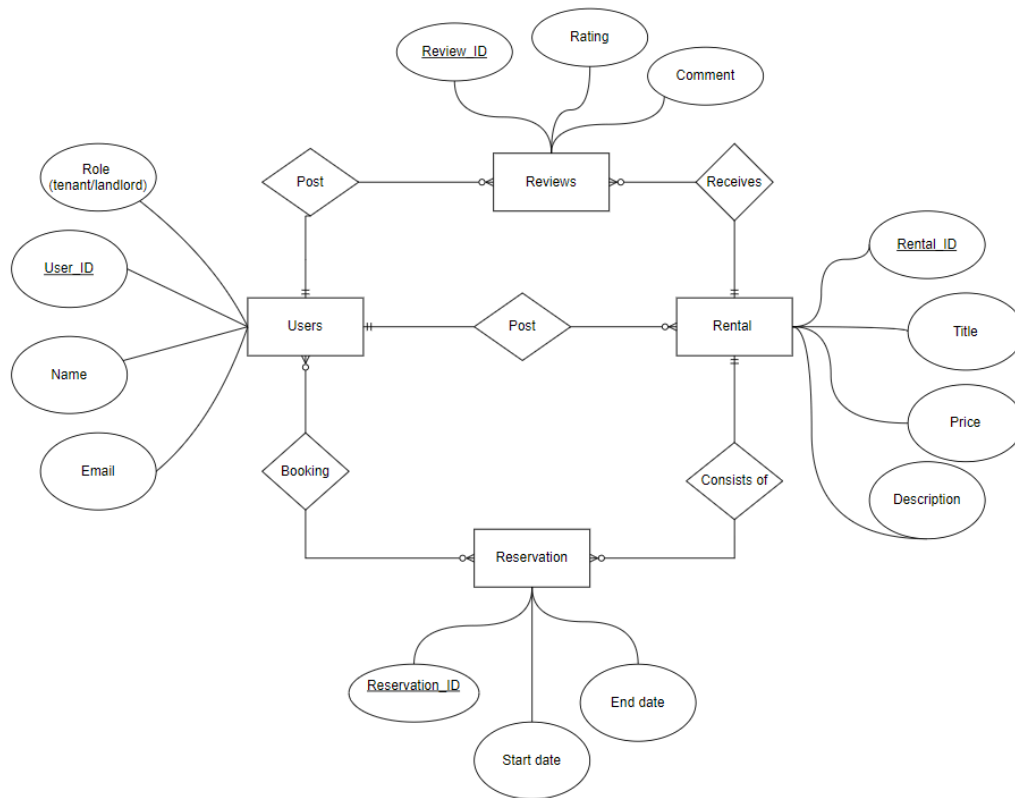 Review_ID
Rating
Comment
Role
(tenant/landlord)
Post
Reviews
Receives
User_ID
Rental_ID
Users
Post
Rental
Title
Name
Price
Email
Booking
Consists of
Description
Reservation
Reservation_ID
End date
Start date